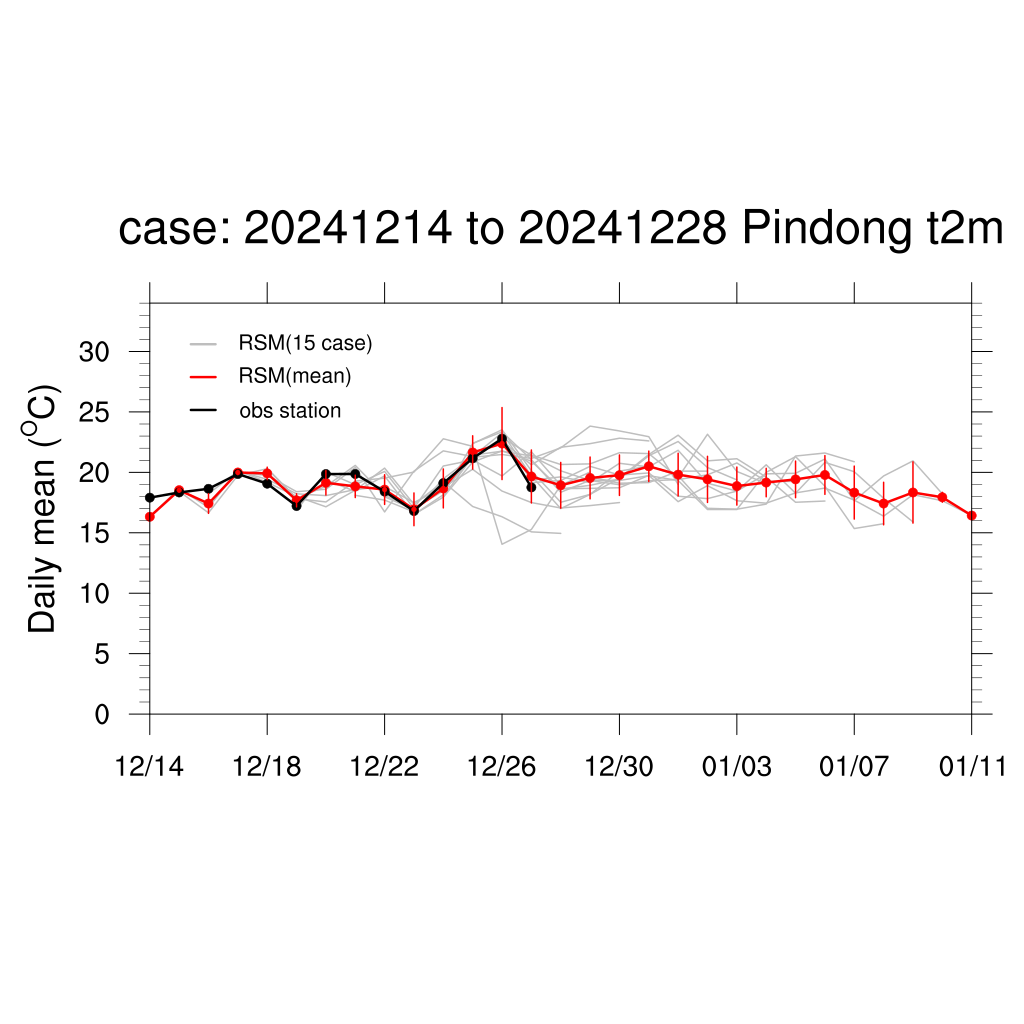 case: 20241214 to 20241228 Pindong t2m
RSM(15 case)
RSM(mean)
obs station
Daily mean (°C)
30
25
20
15
10
5
0
12/14 12/18 12/22 12/26 12/30 01/03 01/07 01/11